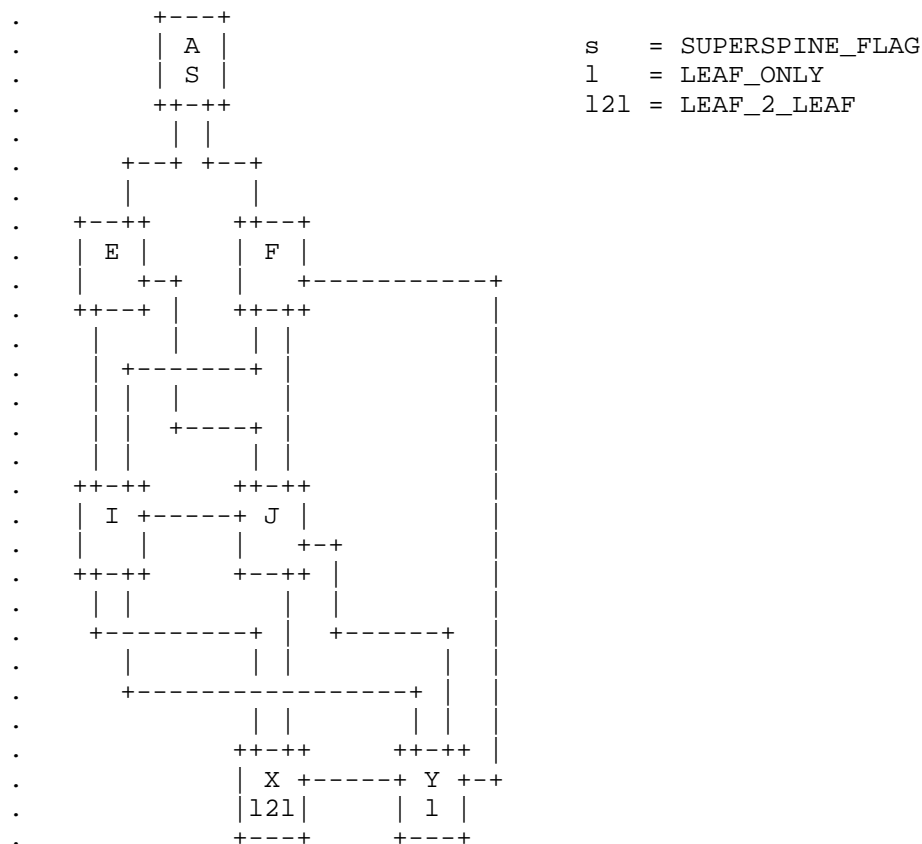 A s = SUPERSPINE_FLAG
S l = LEAF_ONLY
l2l = LEAF_2_LEAF
E F
I J
X Y
l2l l